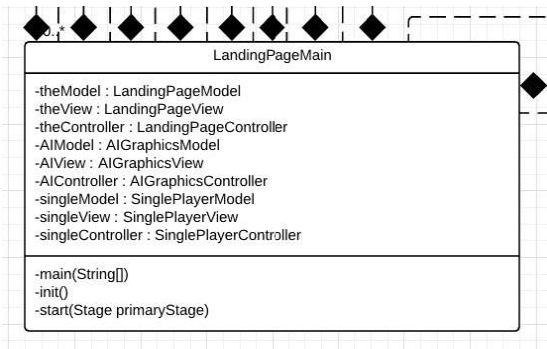 0..*
LandingPageMain
-theModel : LandingPageModel
-theView : LandingPageView
-theController : LandingPageController
-AIModel : AIGraphicsModel
-AIView : AIGraphicsView
-AIController : AIGraphicsController
-singleModel : SinglePlayerModel
-singleView : SinglePlayerView
-singleController : SinglePlayerController
-main(String[])
-init()
-start(Stage primaryStage)